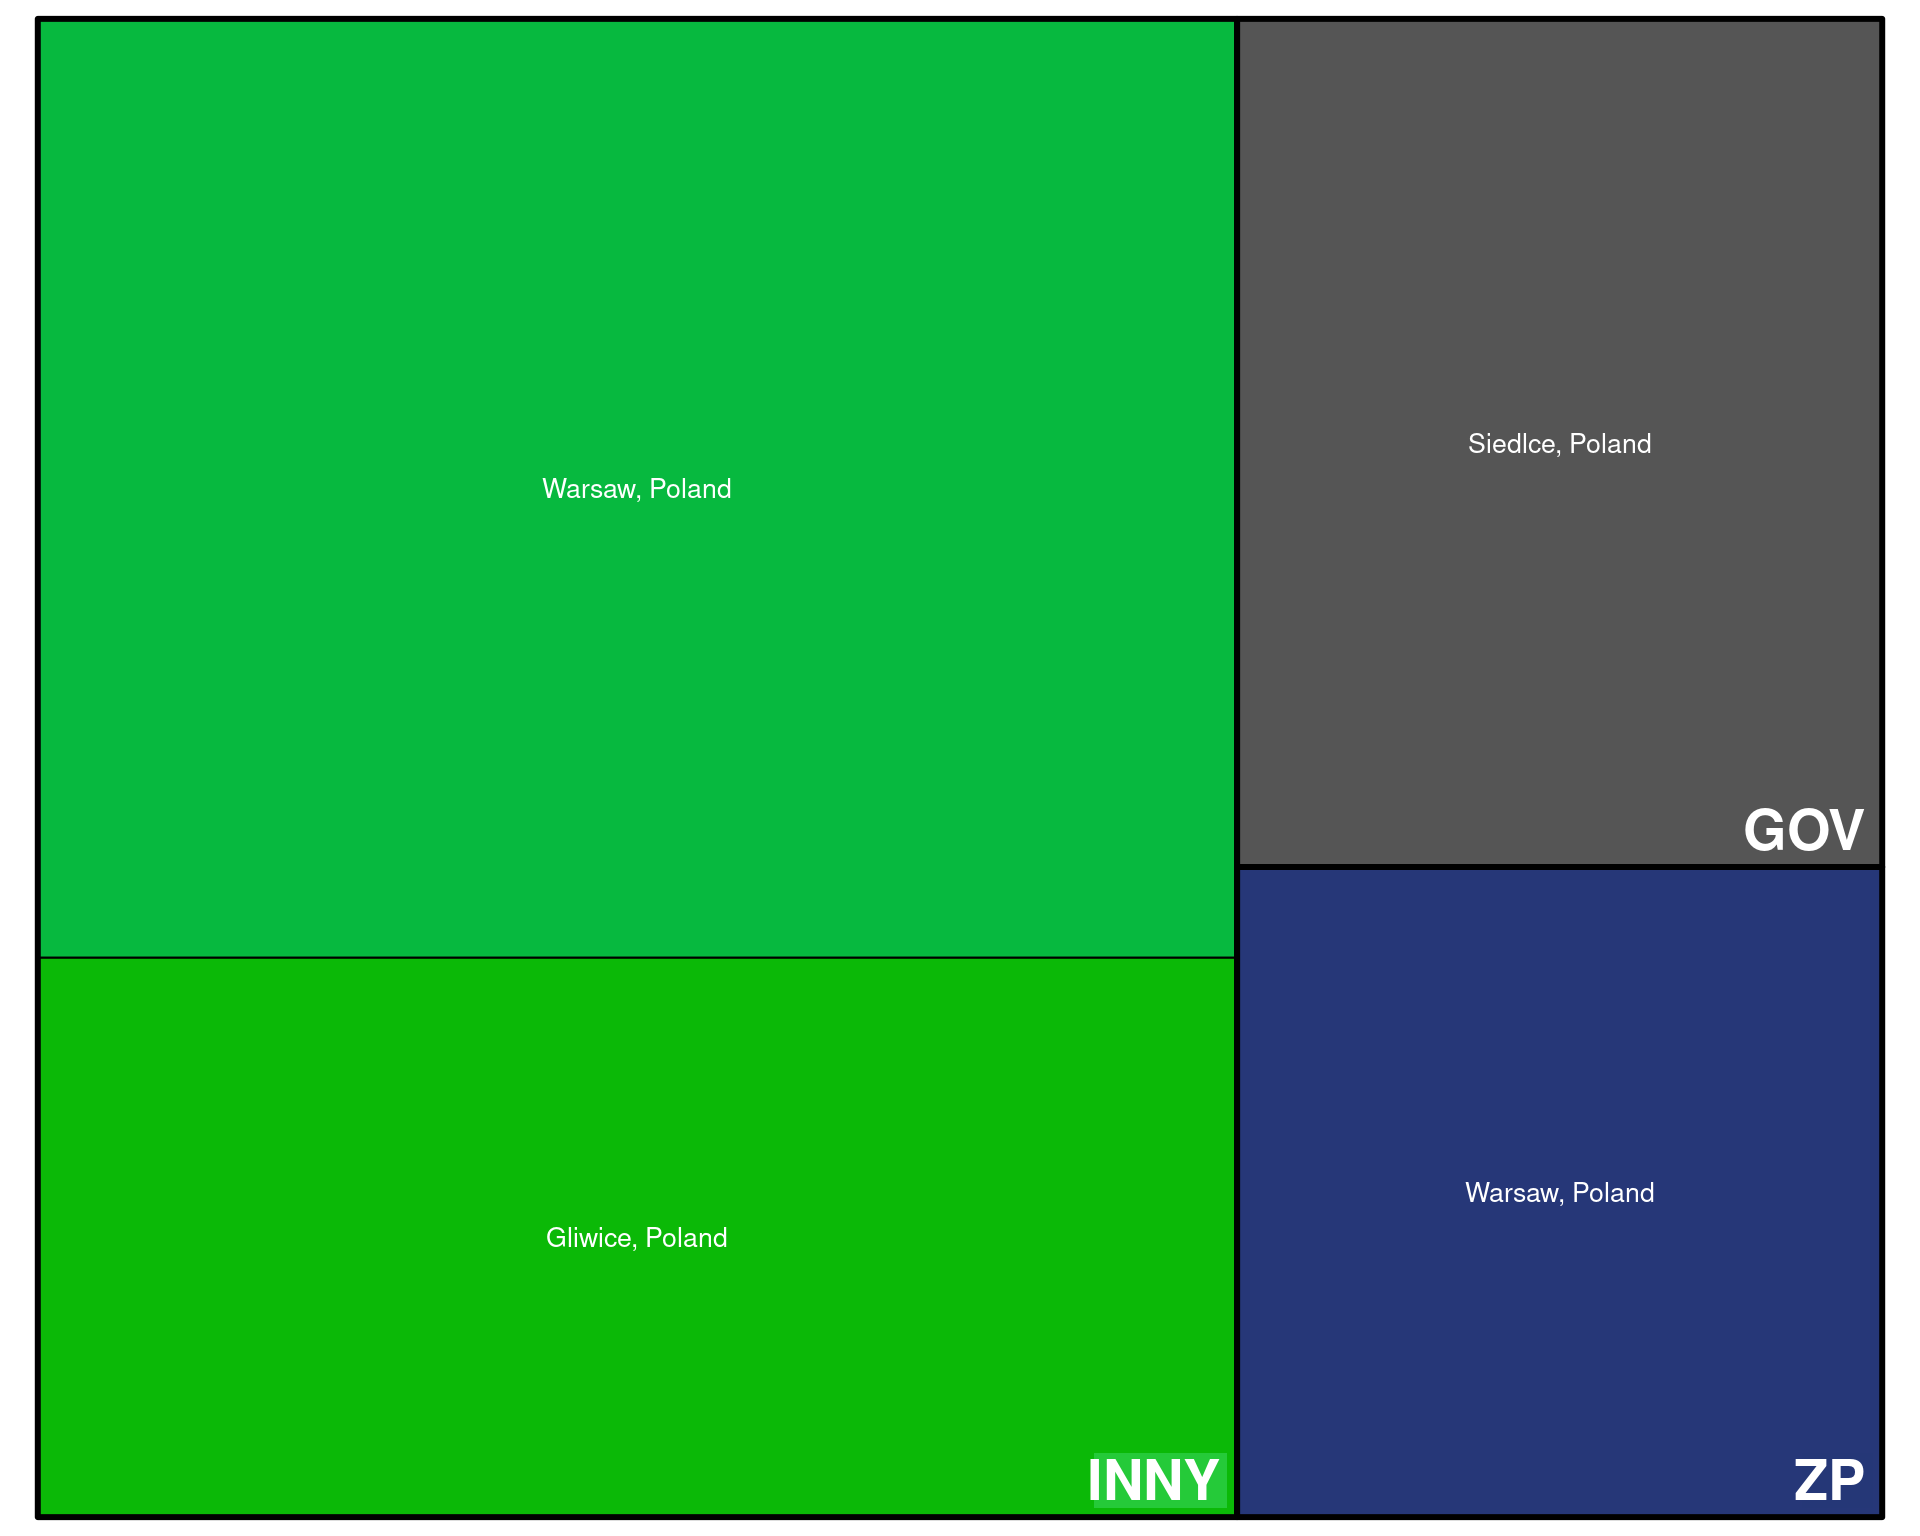 Warsaw, Poland
Gliwice, Poland
INNY
Siedlce, Poland
GOV
Warsaw, Poland
ZP